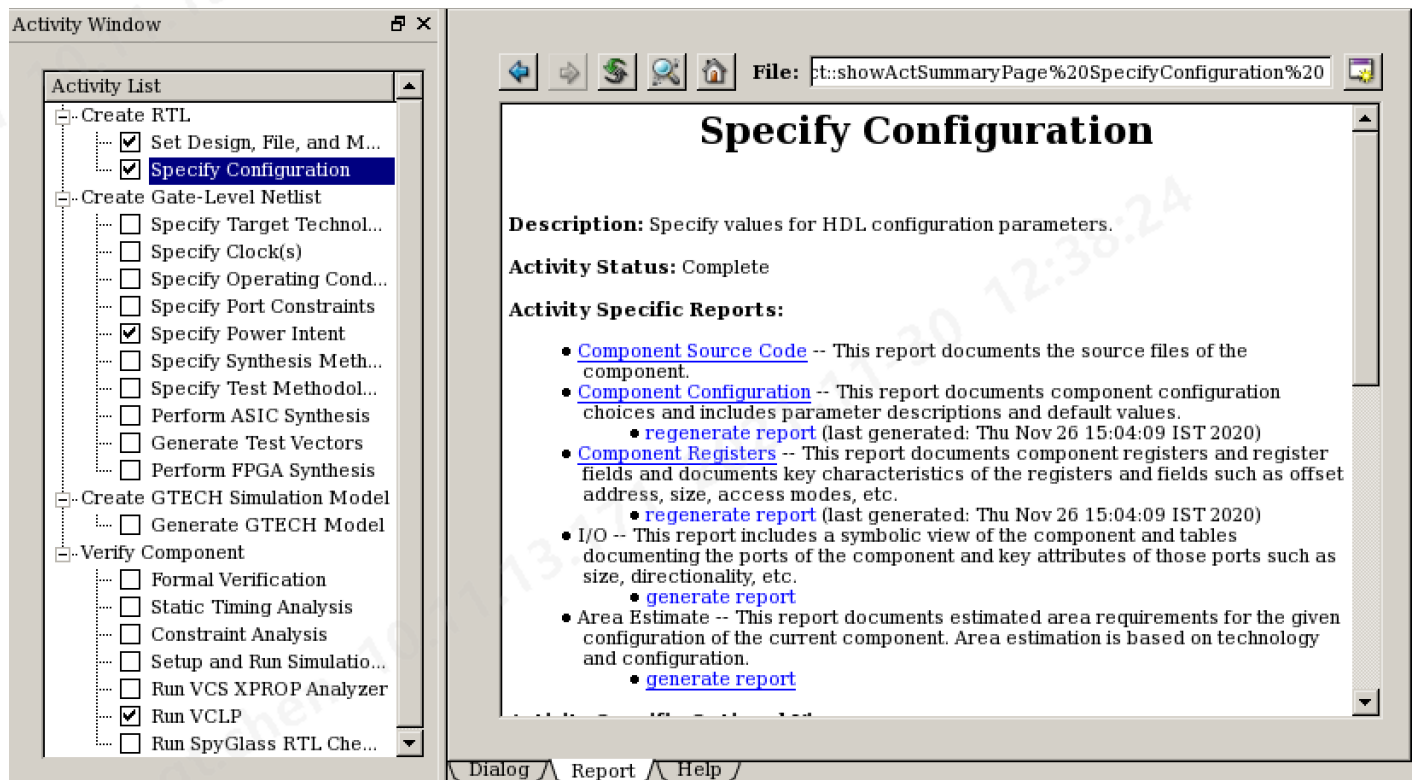 Activity Window
Activity List
Create RTL
Set Design, File, and M...
Specify Configuration
Create Gate-Level Netlist
Specify Target Technol...
Specify Clock(s)
Specify Operating Cond...
Specify Port Constraints
Specify Power Intent
Specify Synthesis Meth...
Specify Test Methodol...
Perform ASIC Synthesis
Generate Test Vectors
Perform FPGA Synthesis
Create GTECH Simulation Model
Generate GTECH Model
Verify Component
Formal Verification
Static Timing Analysis
Constraint Analysis
Setup and Run Simulatio...
Run VCS XPROP Analyzer
Run VCLP
Run SpyGlass RTL Che...
File: ct::showActSummaryPage%20SpecifyConfiguration%20
Specify Configuration
Description: Specify values for HDL configuration parameters.
Activity Status: Complete
Activity Specific Reports:
Component Source Code -- This report documents the source files of the
component.
Component Configuration -- This report documents component configuration
choices and includes parameter descriptions and default values.
regenerate report (last generated: Thu Nov 26 15:04:09 IST 2020)
Component Registers -- This report documents component registers and register
fields and documents key characteristics of the registers and fields such as offset
address, size, access modes, etc.
regenerate report (last generated: Thu Nov 26 15:04:09 IST 2020)
I/O -- This report includes a symbolic view of the component and tables
documenting the ports of the component and key attributes of those ports such as
size, directionality, etc.
generate report
Area Estimate -- This report documents estimated area requirements for the given
configuration of the current component. Area estimation is based on technology
and configuration.
generate report
Dialog
Report
Help
11-30 12:38:24